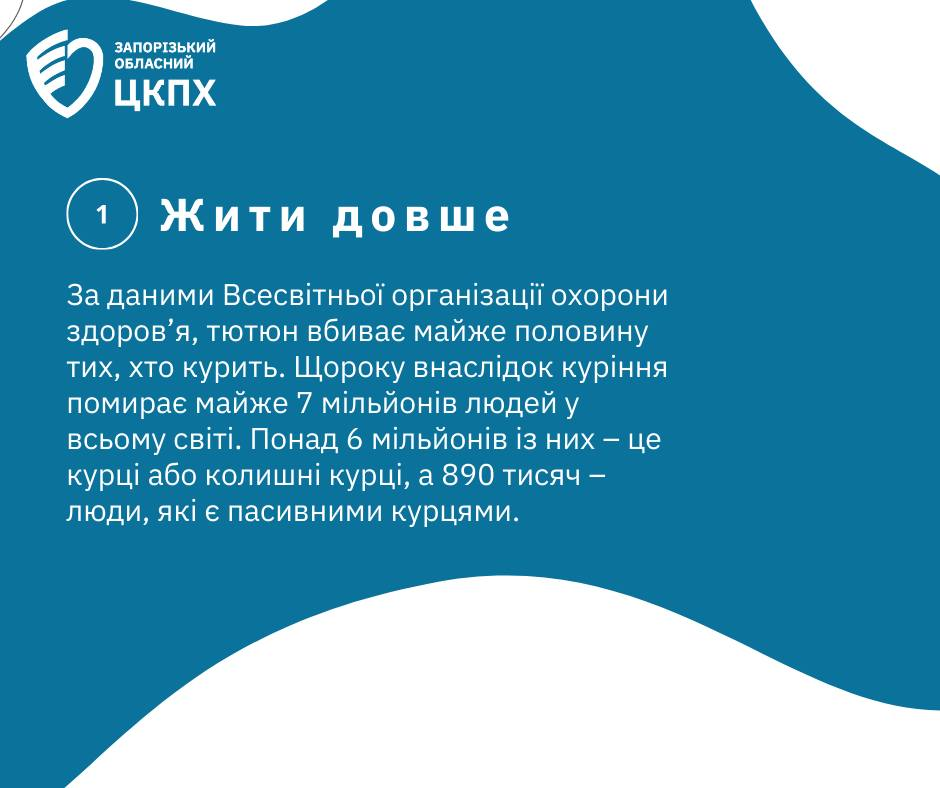 ЗАПОРІЗЬКИЙ
ОБЛАСНИЙ
ЦКПХ
1 Жити довше
За даними Всесвітньої організації охорони
здоров’я, тютюн вбиває майже половину
тих, хто курить. Щороку внаслідок куріння
помирає майже 7 мільйонів людей у
всьому світі. Понад 6 мільйонів із них – це
курці або колишні курці, а 890 тисяч –
люди, які є пасивними курцями.